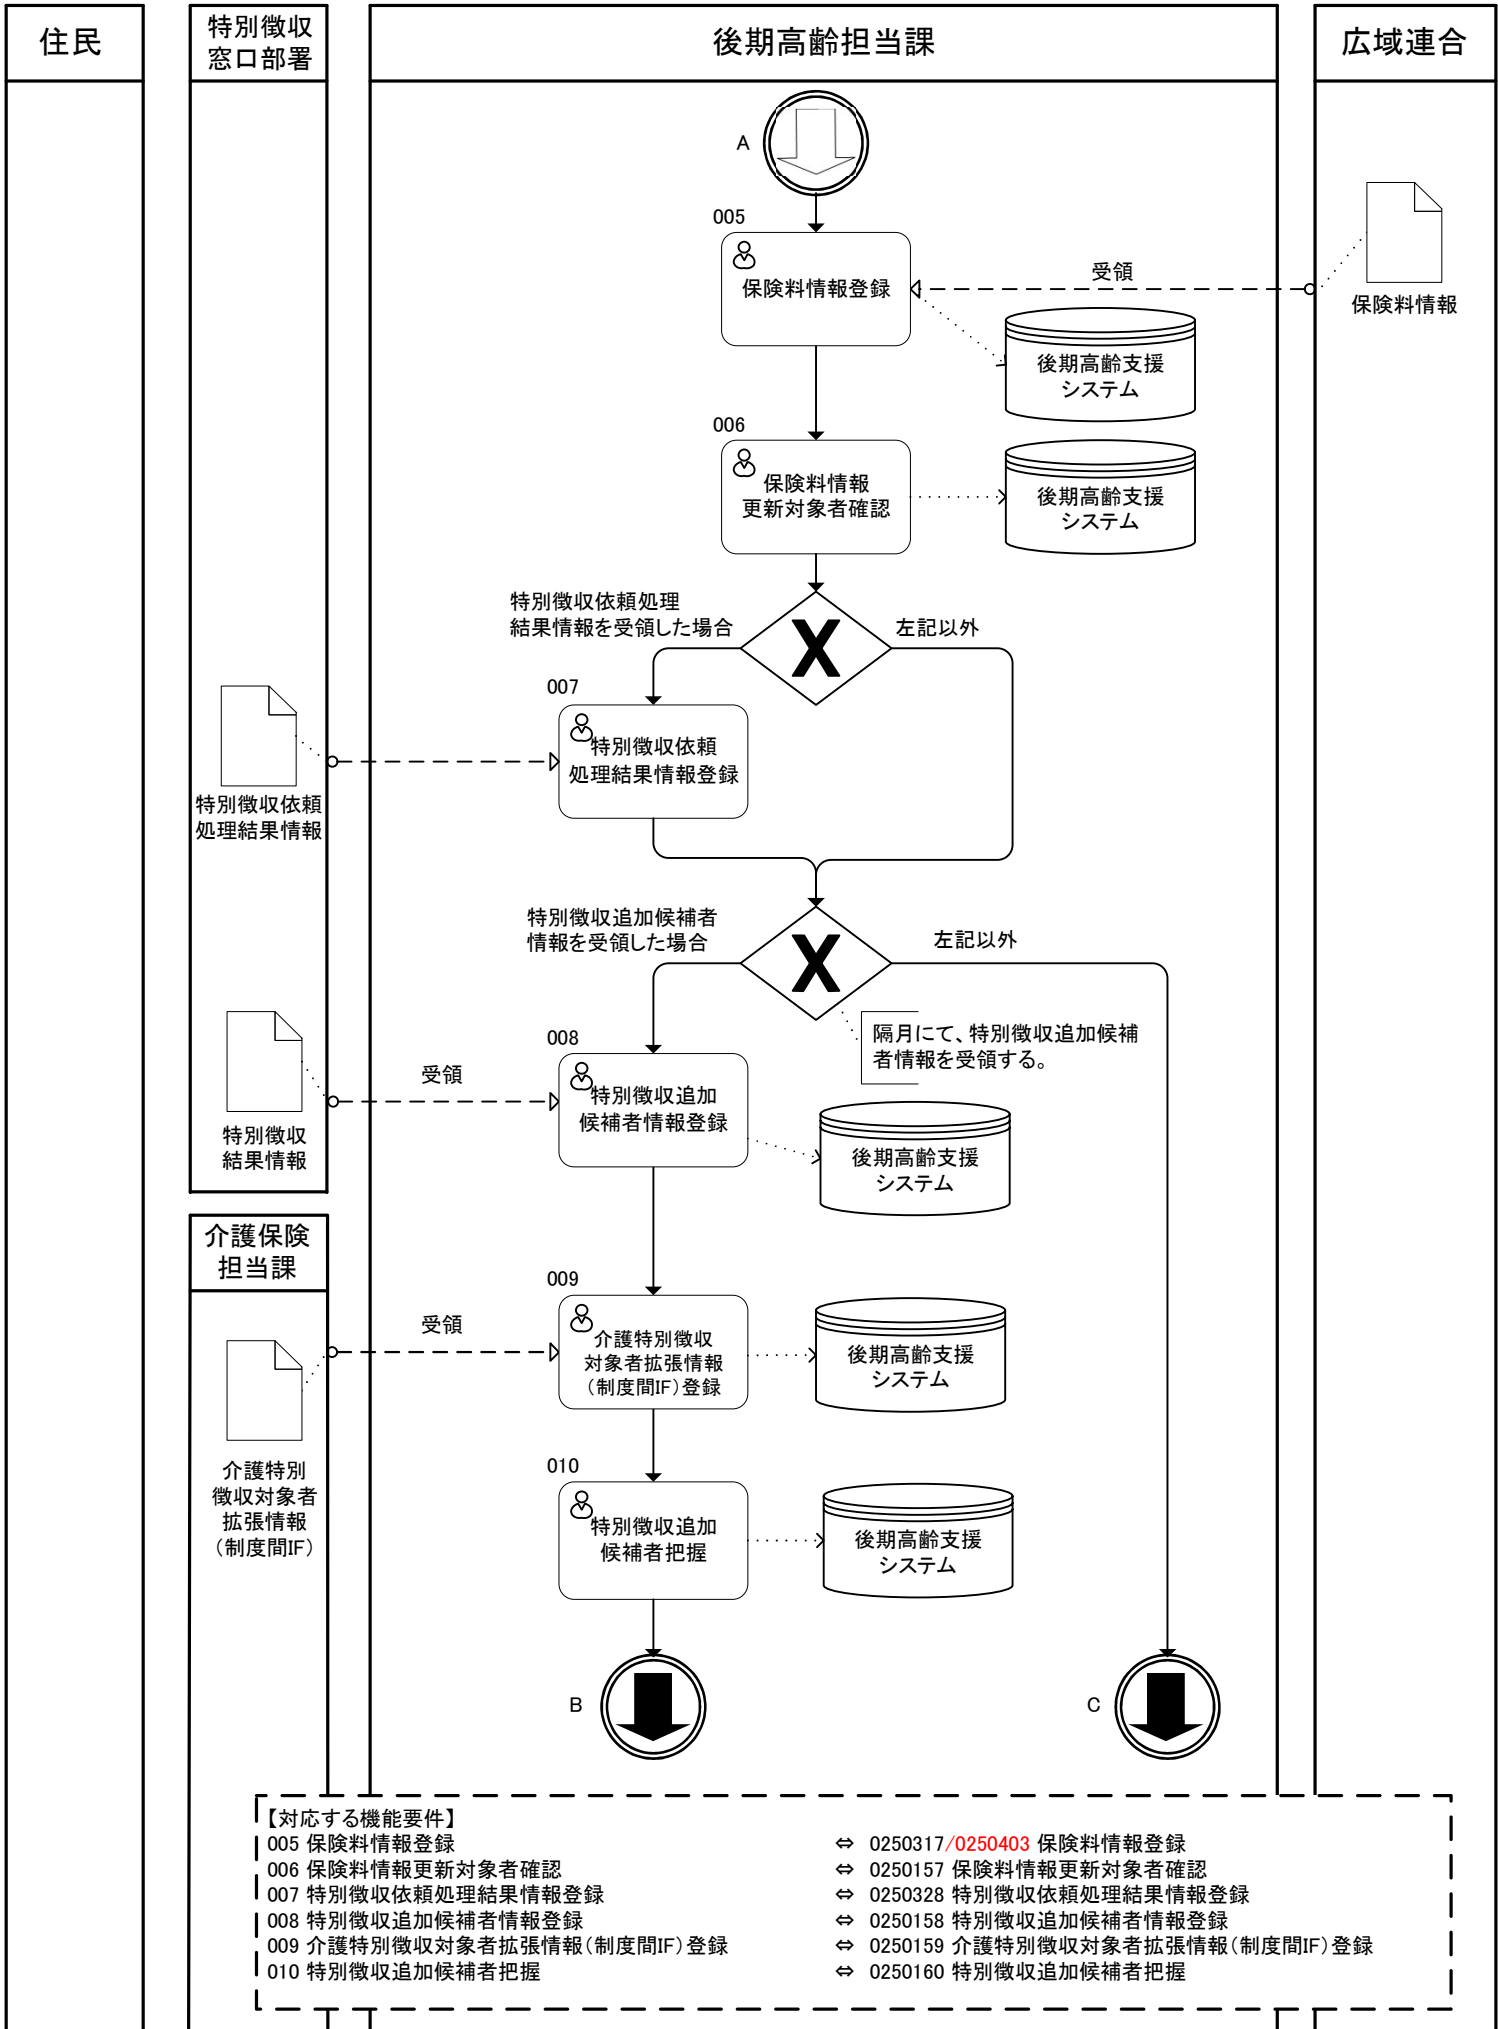 住民
特別徴収
窓口部署
後期高齢担当課
広域連合
A
005
保険料情報登録
受領
保険料情報
後期高齢支援
システム
006
保険料情報
更新対象者確認
後期高齢支援
システム
特別徴収依頼処理
結果情報を受領した場合
X
左記以外
007
特別徴収依頼
処理結果情報登録
特別徴収依頼
処理結果情報
特別徴収追加候補者
情報を受領した場合
X
左記以外
隔月にて、特別徴収追加候補
者情報を受領する。
008
特別徴収追加
候補者情報登録
受領
特別徴収
結果情報
後期高齢支援
システム
介護保険
担当課
009
介護特別徴収
対象者拡張情報
（制度間IF）登録
受領
後期高齢支援
システム
介護特別
徴収対象者
拡張情報
（制度間IF）
010
特別徴収追加
候補者把握
後期高齢支援
システム
B
C
【対応する機能要件】
005 保険料情報登録 ⇔ 0250317/0250403 保険料情報登録
006 保険料情報更新対象者確認 ⇔ 0250157 保険料情報更新対象者確認
007 特別徴収依頼処理結果情報登録 ⇔ 0250328 特別徴収依頼処理結果情報登録
008 特別徴収追加候補者情報登録 ⇔ 0250158 特別徴収追加候補者情報登録
009 介護特別徴収対象者拡張情報（制度間IF）登録 ⇔ 0250159 介護特別徴収対象者拡張情報（制度間IF）登録
010 特別徴収追加候補者把握 ⇔ 0250160 特別徴収追加候補者把握